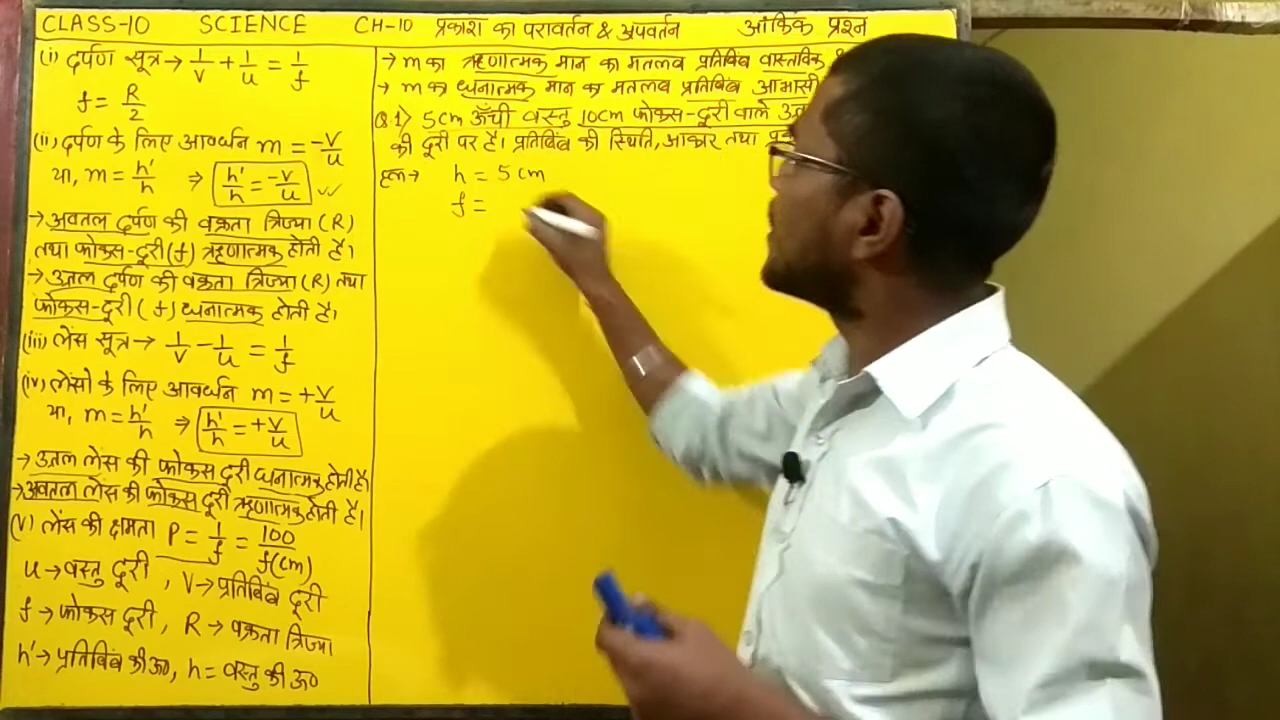 CLASS-10 SCIENCE CH-10 प्रकाश का परावर्तन & अपवर्तन आंकिक प्रश्न
(i) दर्पण सूत्र → 1/v + 1/u = 1/f
f = R/2
(ii) दर्पण के लिए आवर्धन m = -v/u
या, m = h'/h ⇒ h'/h = -v/u
→ अवतल दर्पण की वक्रता त्रिज्या (R)
तथा फोकस-दूरी (f) ऋणात्मक होती है।
→ उत्तल दर्पण की वक्रता त्रिज्या (R) तथा
फोकस-दूरी (f) धनात्मक होती है।
(iii) लेंस सूत्र → 1/v - 1/u = 1/f
(iv) लेंसो के लिए आवर्धन m = +v/u
या, m = h'/h ⇒ h'/h = +v/u
→ उत्तल लेंस की फोकस दूरी धनात्मक होती है
→ अवतल लेंस की फोकस दूरी ऋणात्मक होती है।
(v) लेंस की क्षमता P = 1/f = 100/f(cm)
u → वस्तु दूरी, v → प्रतिबिंब दूरी
f → फोकस दूरी, R → वक्रता त्रिज्या
h' → प्रतिबिंब की ऊ०, h = वस्तु की ऊ०
→ m का ऋणात्मक मान का मतलब प्रतिबिंब वास्तविक
→ m का धनात्मक मान का मतलब प्रतिबिंब आभासी
Q.1) 5cm ऊँची वस्तु 10cm फोकस-दूरी वाले
की दूरी पर है। प्रतिबिंब की स्थिति, आकार तथा
हल → h = 5 cm
f =